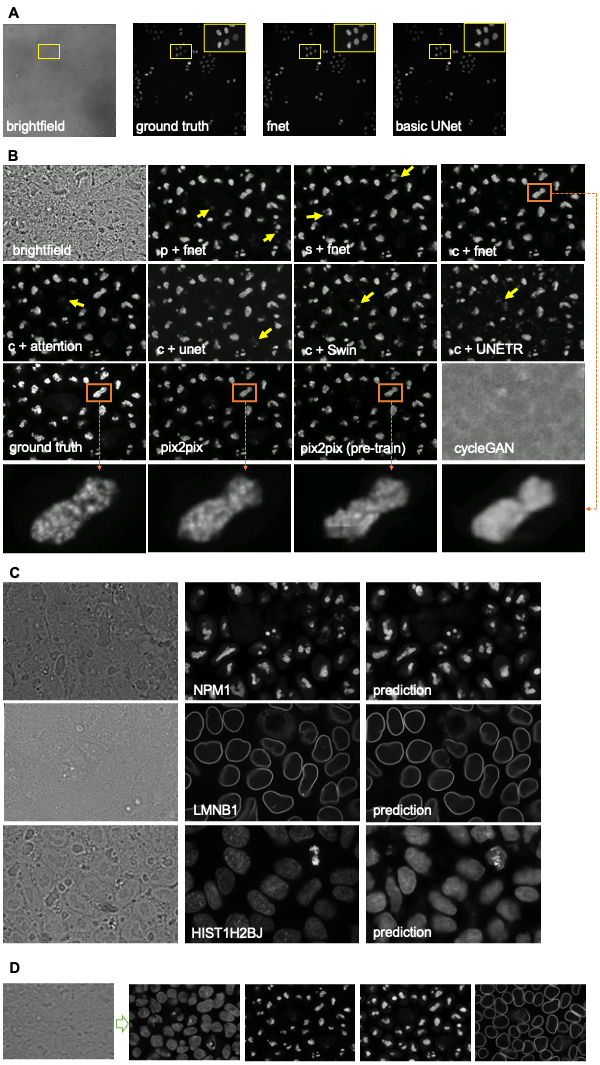 A
brightfield
ground truth
fnet
basic UNet
B
brightfield
p + fnet
s + fnet
c + fnet
c + attention
c + unet
c + Swin
c + UNETR
ground truth
pix2pix
pix2pix (pre-train)
cycleGAN
C
NPM1
prediction
LMNB1
prediction
HIST1H2BJ
prediction
D